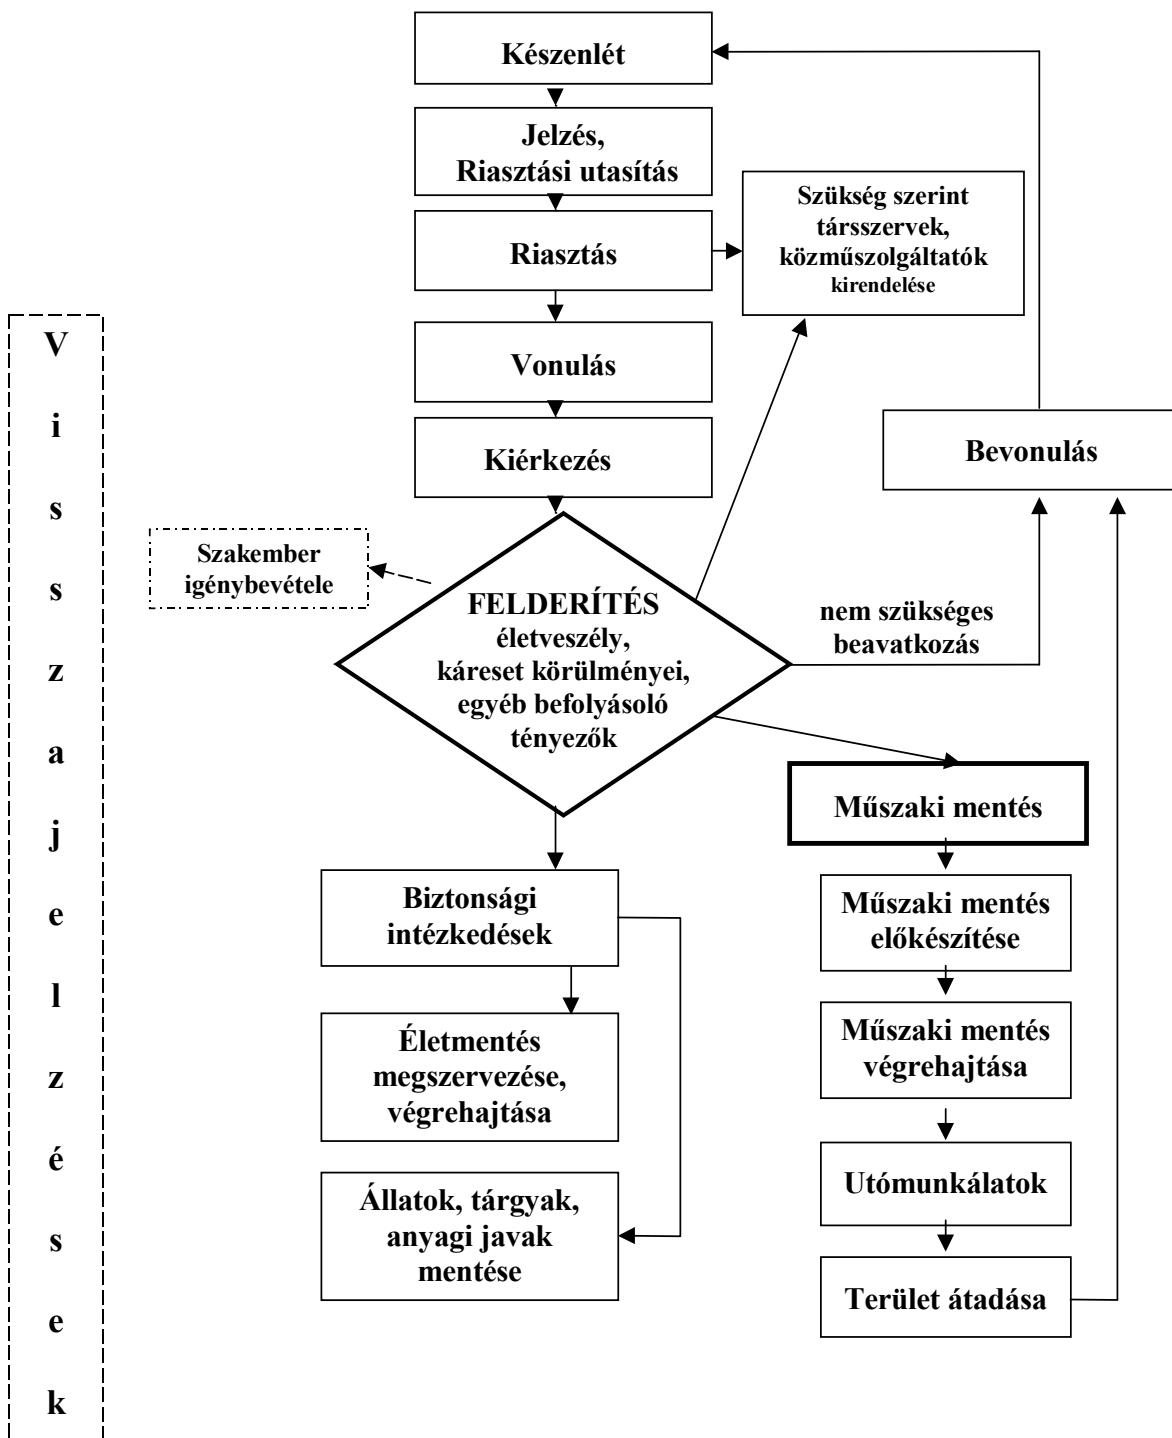 Készenlét
Jelzés,
Riasztási utasítás
Riasztás
Szükség szerint
társszervek,
közműszolgáltatók
kirendelése
Vonulás
Kiérkezés
Bevonulás
Szakember
igénybevétele
FELDERÍTÉS
életveszély,
káreset körülményei,
egyéb befolyásoló
tényezők
nem szükséges
beavatkozás
Műszaki mentés
Biztonsági
intézkedések
Műszaki mentés
előkészítése
Életmentés
megszervezése,
végrehajtása
Műszaki mentés
végrehajtása
Állatok, tárgyak,
anyagi javak
mentése
Utómunkálatok
Terület átadása
V
i
s
s
z
a
j
e
l
z
é
s
e
k